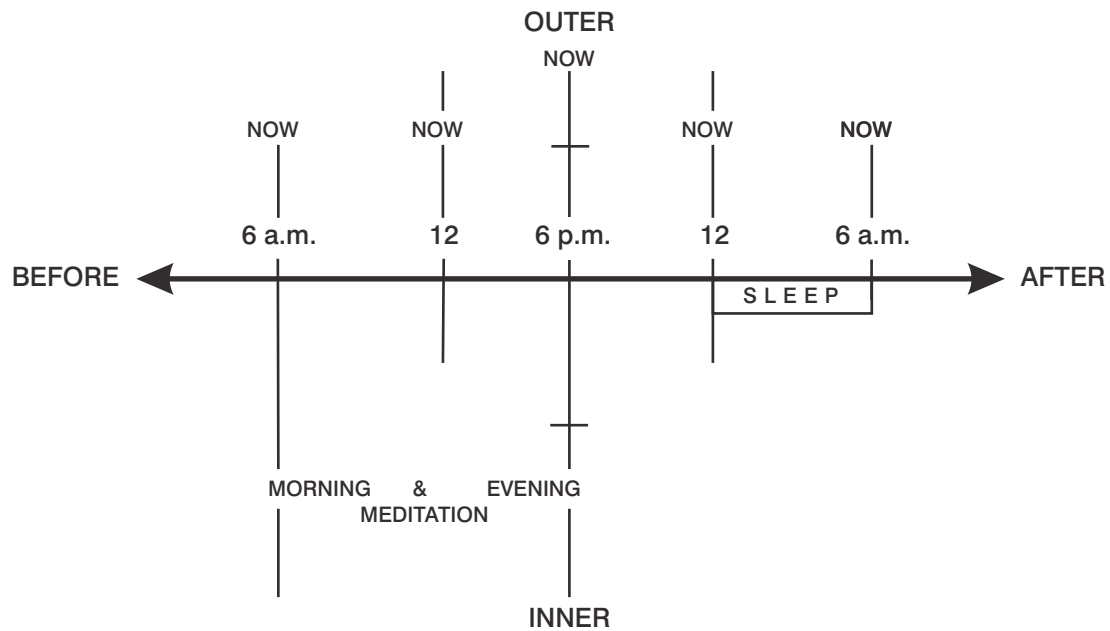 OUTER
NOW
NOW NOW NOW NOW
6 a.m. 12 6 p.m. 12 6 a.m.
BEFORE AFTER
SLEEP
MORNING & EVENING
MEDITATION
INNER